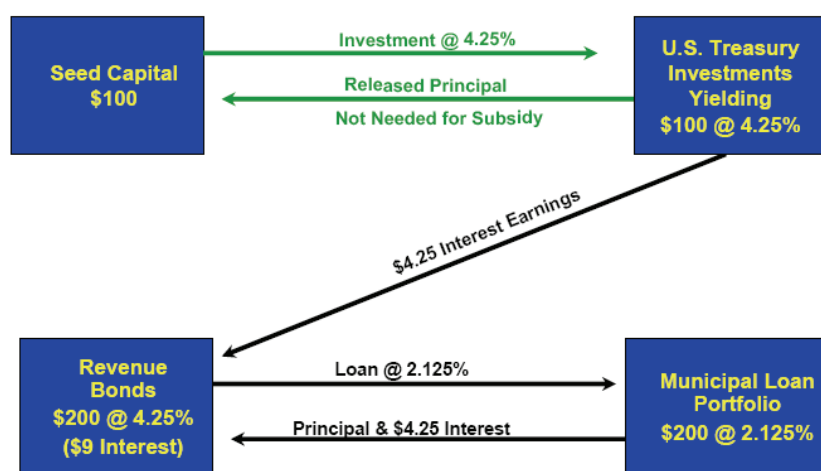 Seed Capital
$100
Investment @ 4.25%
Released Principal
Not Needed for Subsidy
U.S. Treasury
Investments
Yielding
$100 @ 4.25%
$4.25 Interest Earnings
Revenue
Bonds
$200 @ 4.25%
($9 Interest)
Loan @ 2.125%
Principal & $4.25 Interest
Municipal Loan
Portfolio
$200 @ 2.125%